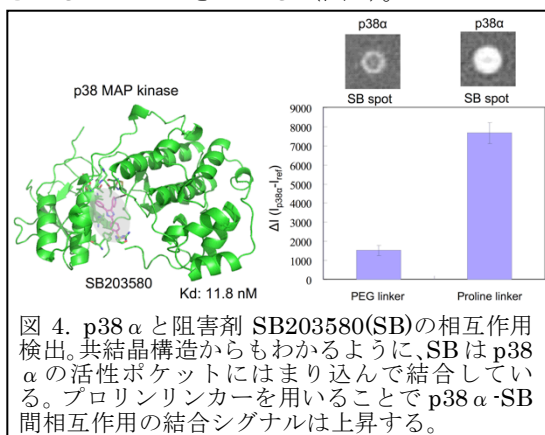 p38α
p38α
p38 MAP kinase
SB spot
SB spot
9000
8000
7000
6000
5000
4000
3000
2000
1000
0
ΔI (Ip38α-Iref)
SB203580
Kd: 11.8 nM
PEG linker
Proline linker
図 4. p38αと阻害剤 SB203580(SB)の相互作用
検出。共結晶構造からもわかるように、SB は p38
αの活性ポケットにはまり込んで結合してい
る。プロリンリンカーを用いることで p38α-SB
間相互作用の結合シグナルは上昇する。